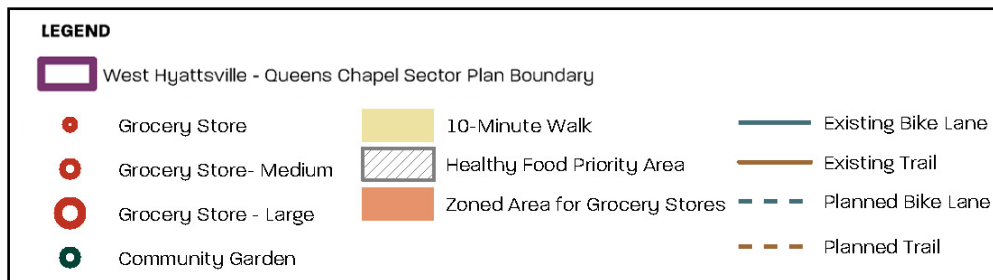 LEGEND
West Hyattsville - Queens Chapel Sector Plan Boundary
Grocery Store
Grocery Store- Medium
Grocery Store - Large
Community Garden
10-Minute Walk
Healthy Food Priority Area
Zoned Area for Grocery Stores
Existing Bike Lane
Existing Trail
Planned Bike Lane
Planned Trail